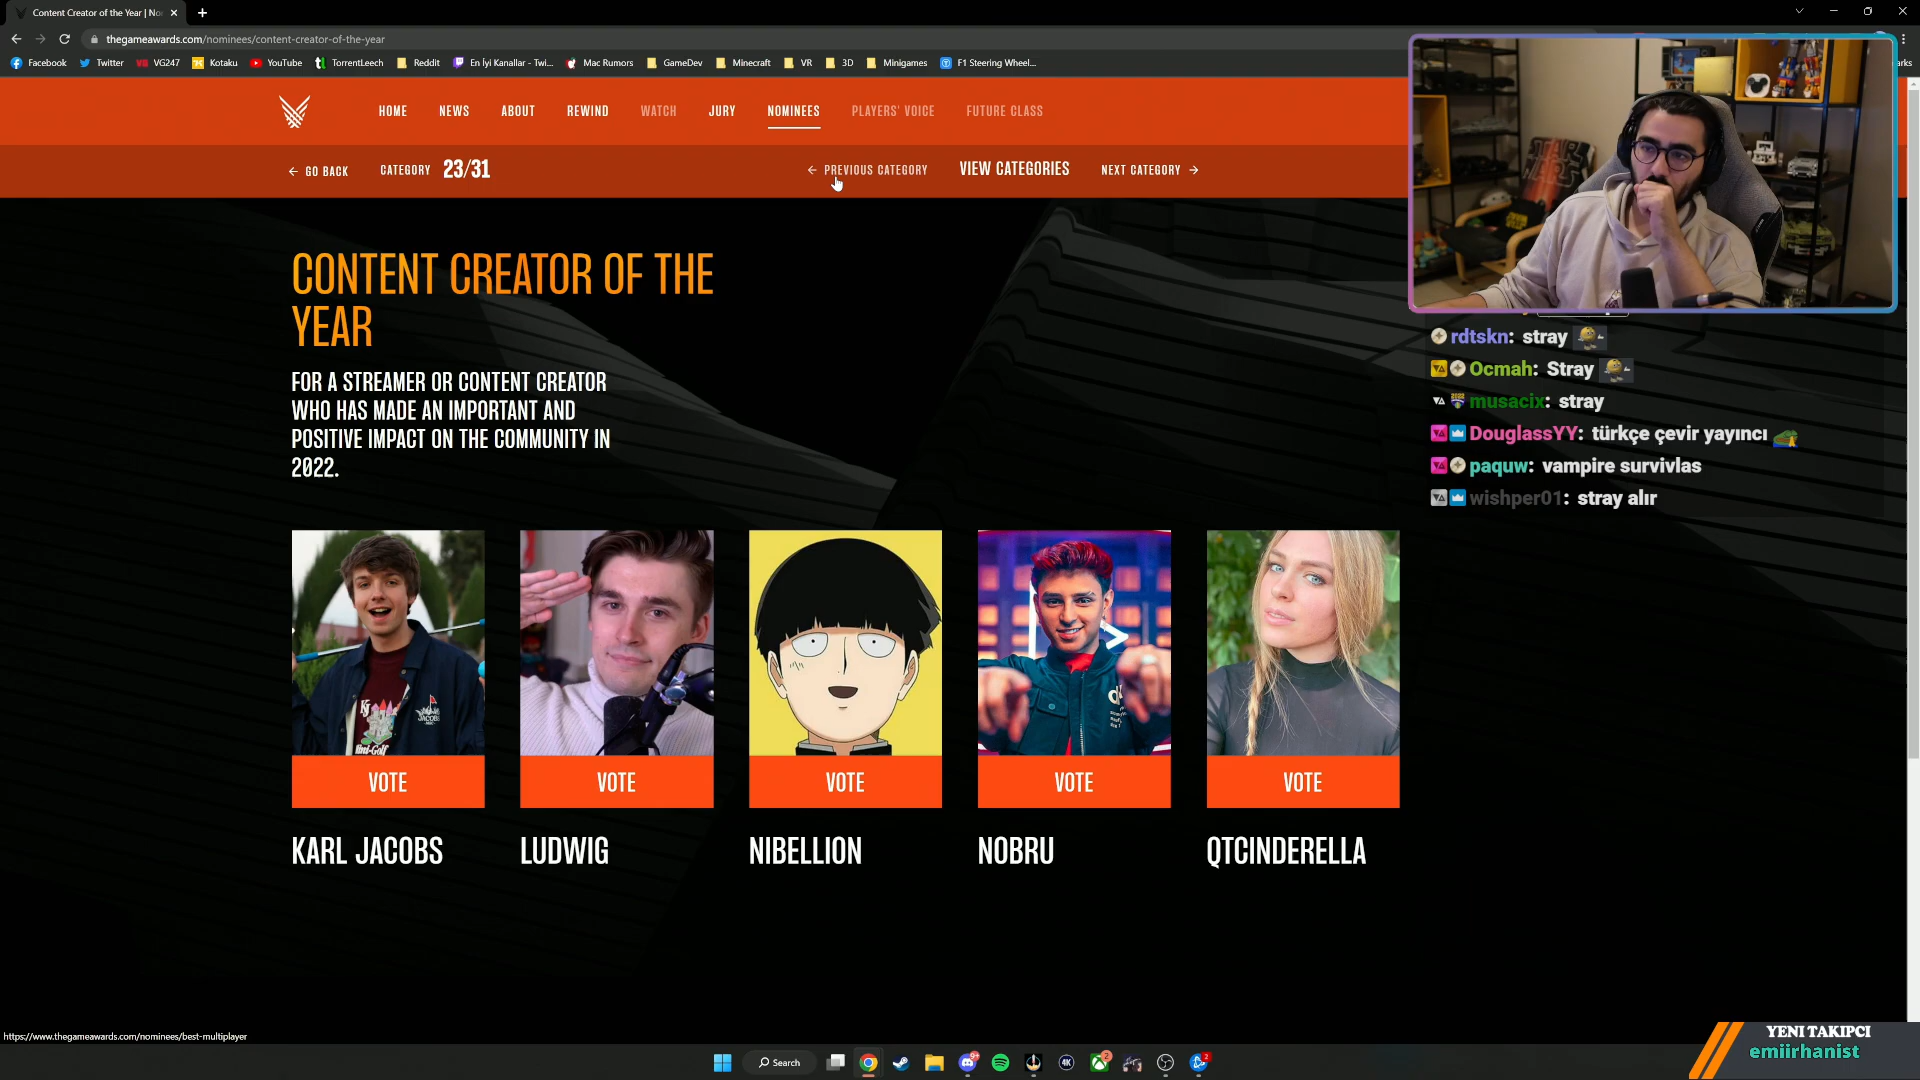 Content Creator of the Year | No
thegameawards.com/nominees/content-creator-of-the-year
Facebook
Twitter
VG247
Kotaku
YouTube
TorrentLeech
Reddit
En İyi Kanallar - Twi...
Mac Rumors
GameDev
Minecraft
VR
3D
Minigames
F1 Steering Wheel...
HOME
NEWS
ABOUT
REWIND
WATCH
JURY
NOMINEES
PLAYERS' VOICE
FUTURE CLASS
GO BACK
CATEGORY 23/31
PREVIOUS CATEGORY
VIEW CATEGORIES
NEXT CATEGORY
CONTENT CREATOR OF THE
YEAR
FOR A STREAMER OR CONTENT CREATOR
WHO HAS MADE AN IMPORTANT AND
POSITIVE IMPACT ON THE COMMUNITY IN
2022.
rdtskn: stray
Ocmah: Stray
musacix: stray
DouglassYY: türkçe çevir yayıncı
paquw: vampire survivlas
wishper01: stray alır
VOTE
VOTE
VOTE
VOTE
VOTE
KARL JACOBS
LUDWIG
NIBELLION
NOBRU
QTCINDERELLA
https://www.thegameawards.com/nominees/best-multiplayer
YENI TAKIPCI
emiirhanist
Search